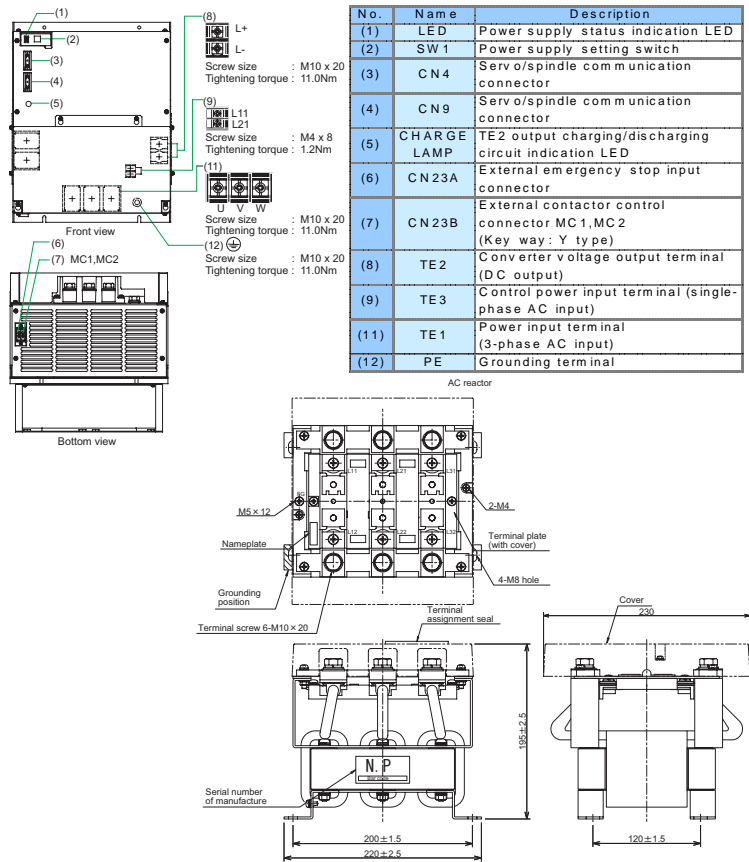 (1)
(2)
(3)
(4)
(5)
Front view
(6)
(7) MC1,MC2
Bottom view
(8)
L+
L-
Screw size : M10 x 20
Tightening torque : 11.0Nm
(9)
L11
L21
Screw size : M4 x 8
Tightening torque : 1.2Nm
(11)
U V W
Screw size : M10 x 20
Tightening torque : 11.0Nm
(12)
Screw size : M10 x 20
Tightening torque : 11.0Nm
No. Name Description
(1) LED Power supply status indication LED
(2) SW1 Power supply setting switch
(3) CN4 Servo/spindle communication
connector
(4) CN9 Servo/spindle communication
connector
(5) CHARGE
LAMP TE2 output charging/discharging
circuit indication LED
(6) CN23A External emergency stop input
connector
(7) CN23B External contactor control
connector MC1,MC2
(Key way: Y type)
(8) TE2 Converter voltage output terminal
(DC output)
(9) TE3 Control power input terminal (single-
phase AC input)
(11) TE1 Power input terminal
(3-phase AC input)
(12) PE Grounding terminal
AC reactor
L11 L21 L31
M5×12
2-M4
L12 L22 L32
Nameplate
Terminal plate
(with cover)
4-M8 hole
Grounding
position
Terminal screw 6-M10×20
Terminal
assignment seal
Cover
230
195±2.5
N.P
Serial number
of manufacture
200±1.5
220±2.5
120±1.5